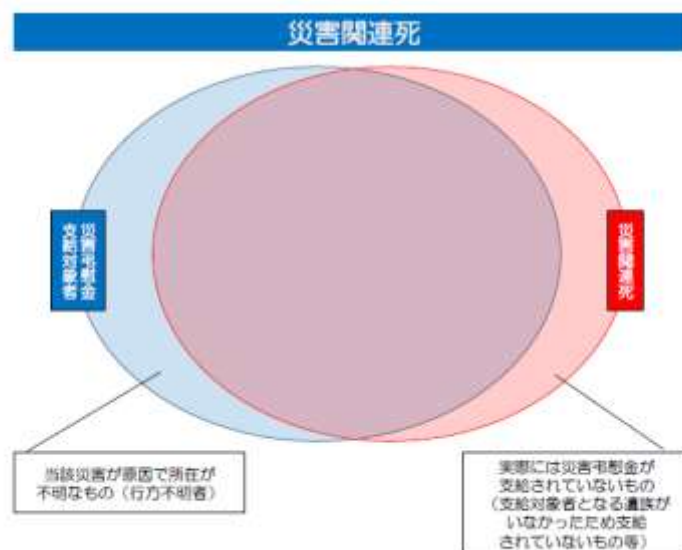 災害関連死
災害弔慰金
支給対象者
災害関連死
当該災害が原因で所在が
不明なもの（行方不明者）
実際には災害弔慰金が
支給されていないもの
（支給対象者となる遺族が
いなかったため支給
されていないもの等）